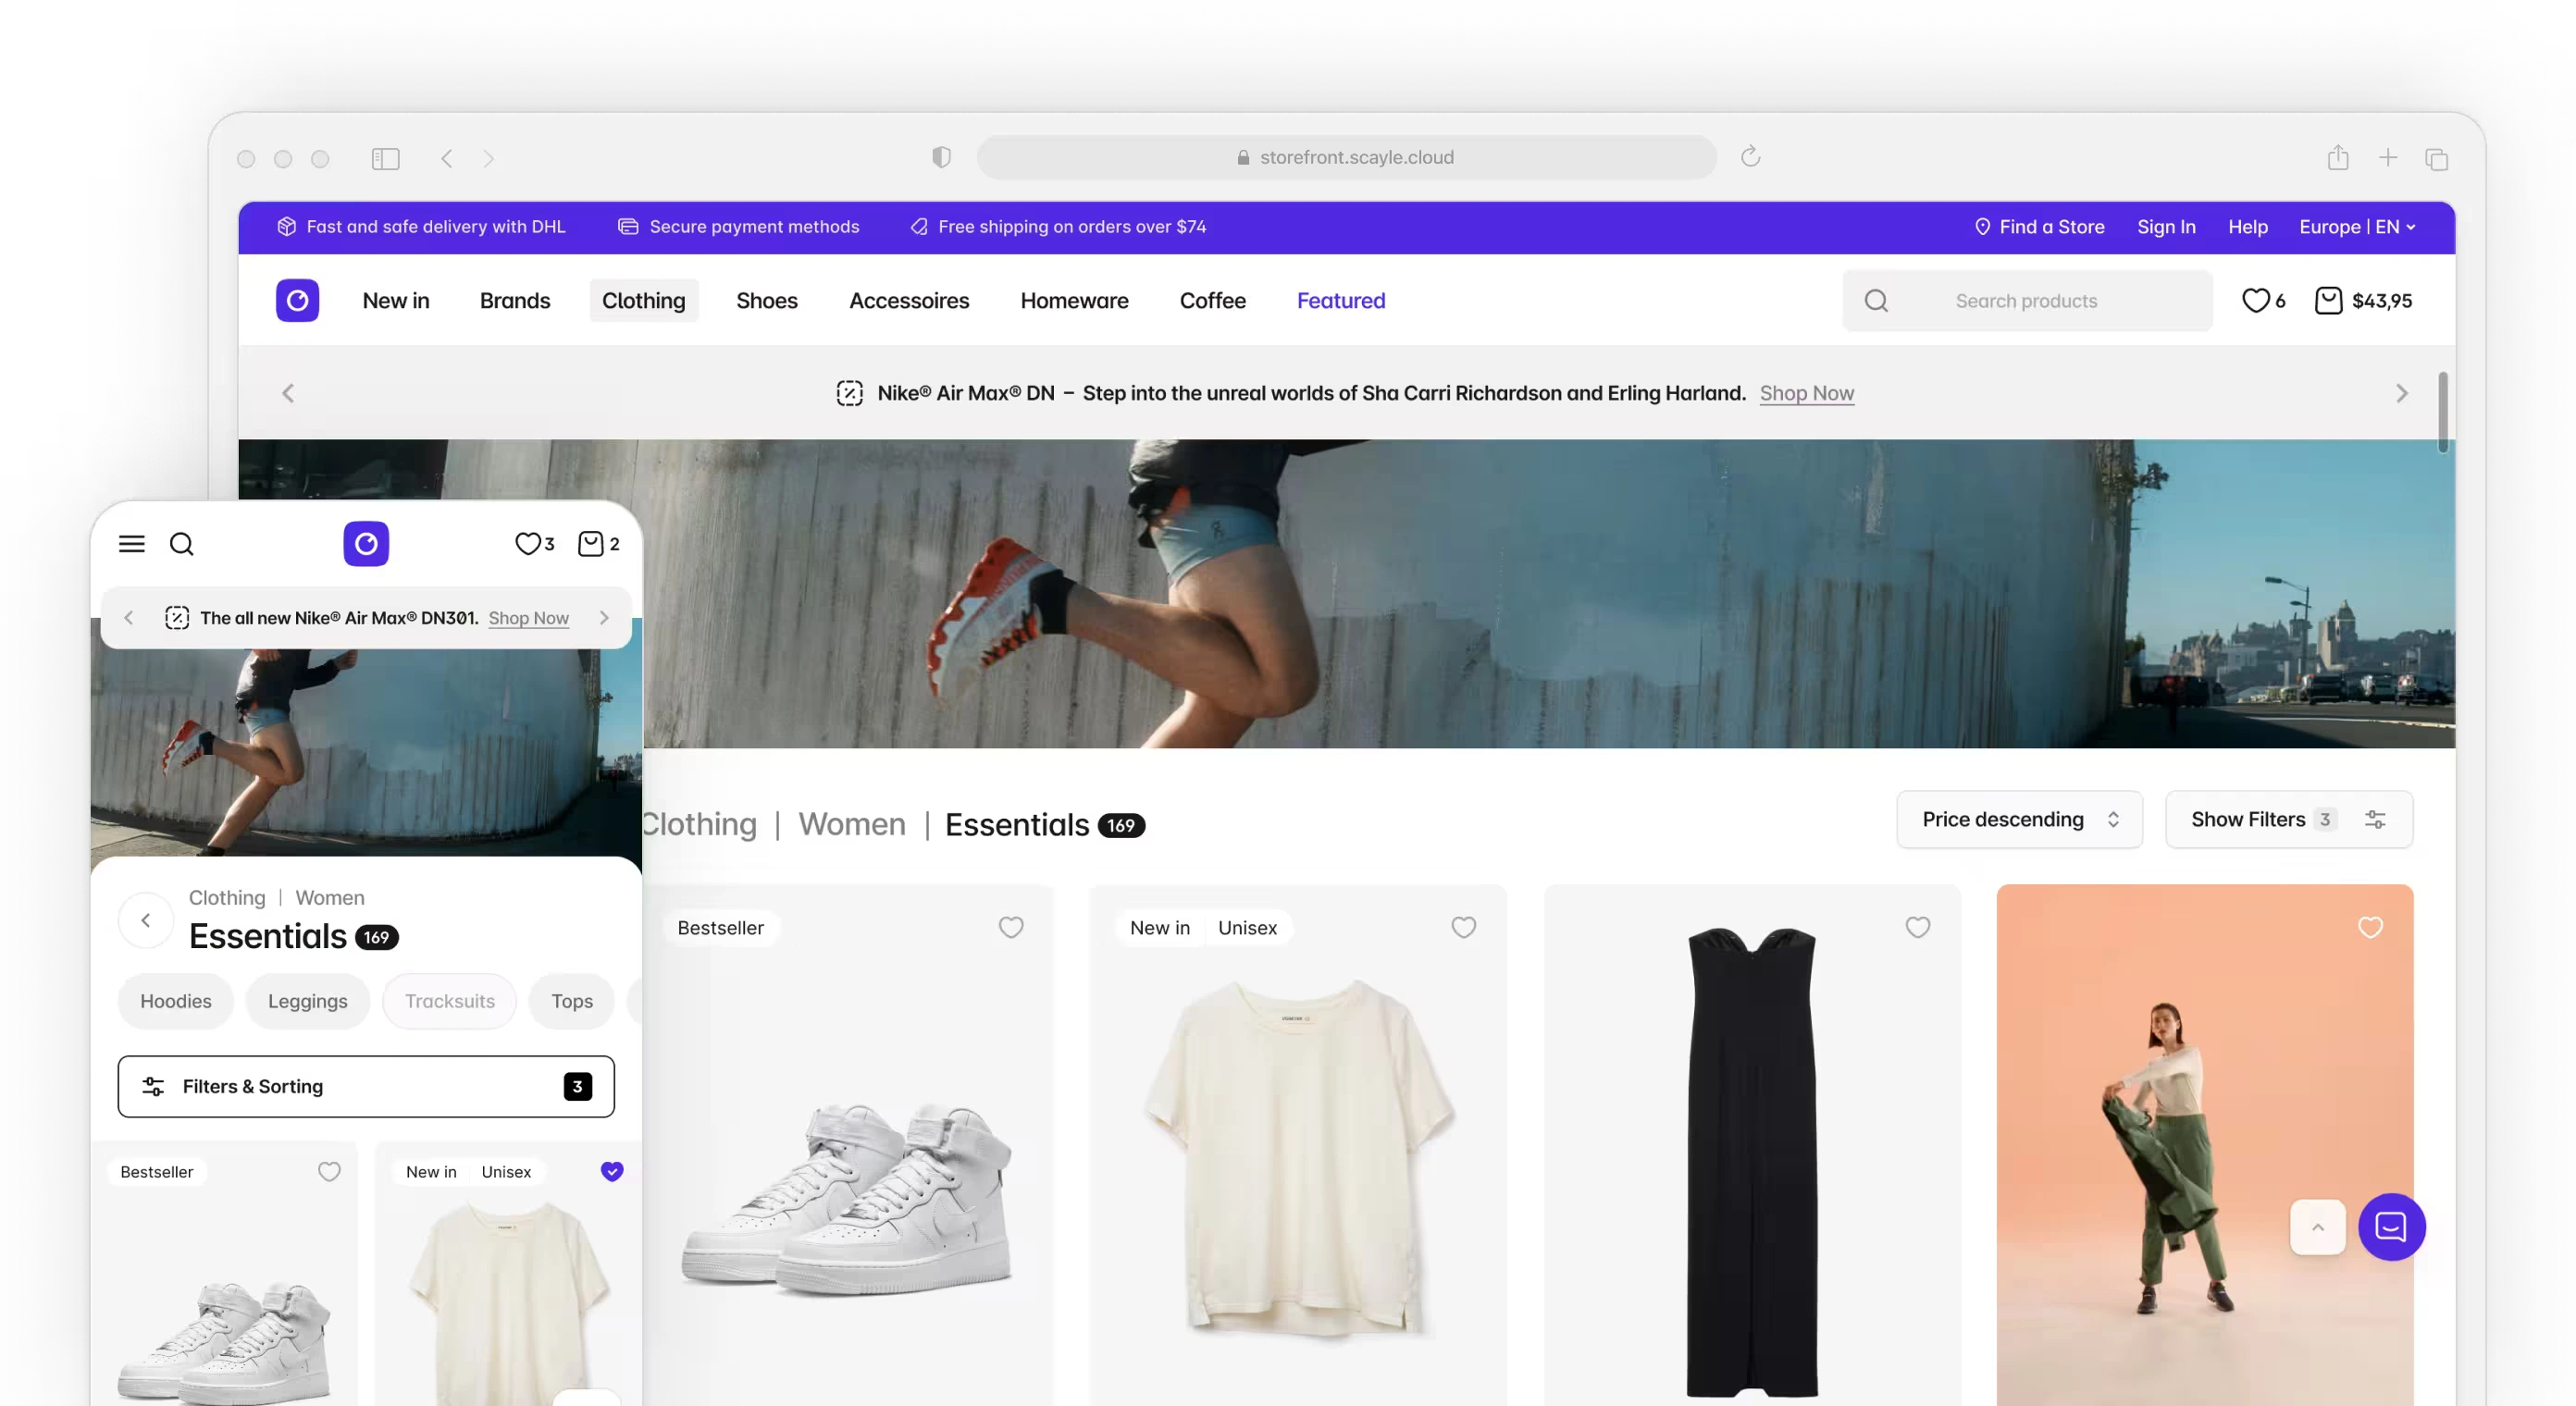 storefront.scayle.cloud
Fast and safe delivery with DHL Secure payment methods Free shipping on orders over $74 Find a Store Sign In Help Europe | EN
New in Brands Clothing Shoes Accessoires Homeware Coffee Featured Search products 6 $43,95
Nike® Air Max® DN – Step into the unreal worlds of Sha Carri Richardson and Erling Harland. Shop Now
Clothing | Women | Essentials 169 Price descending Show Filters 3
Bestseller New in Unisex
3 2
The all new Nike® Air Max® DN301. Shop Now
Clothing | Women
Essentials 169
Hoodies Leggings Tracksuits Tops
Filters & Sorting 3
Bestseller New in Unisex